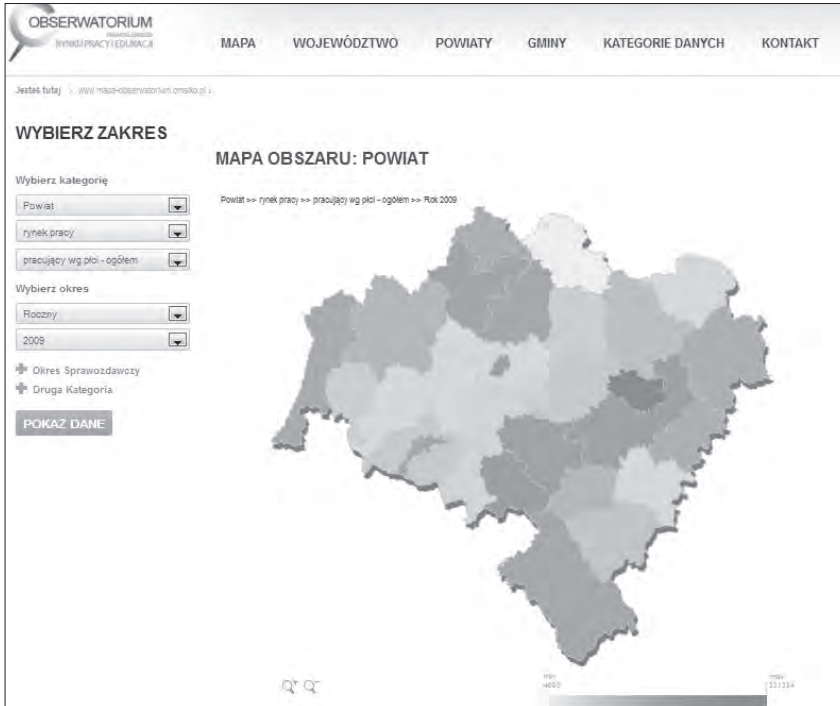 OBSERWATORIUM
RYNKU PRACY I EDUKACJI
MAPA WOJEWÓDZTWO POWIATY GMINY KATEGORIE DANYCH KONTAKT
Jesteś tutaj
WYBIERZ ZAKRES
MAPA OBSZARU: POWIAT
Wybierz kategorię
Powiat >> rynek pracy >> pracujący wg płci - ogółem >> Rok 2009
Powiat
rynek pracy
pracujący wg płci - ogółem
Wybierz okres
Roczny
2009
Okres Sprawozdawczy
Druga Kategoria
POKAŻ DANE